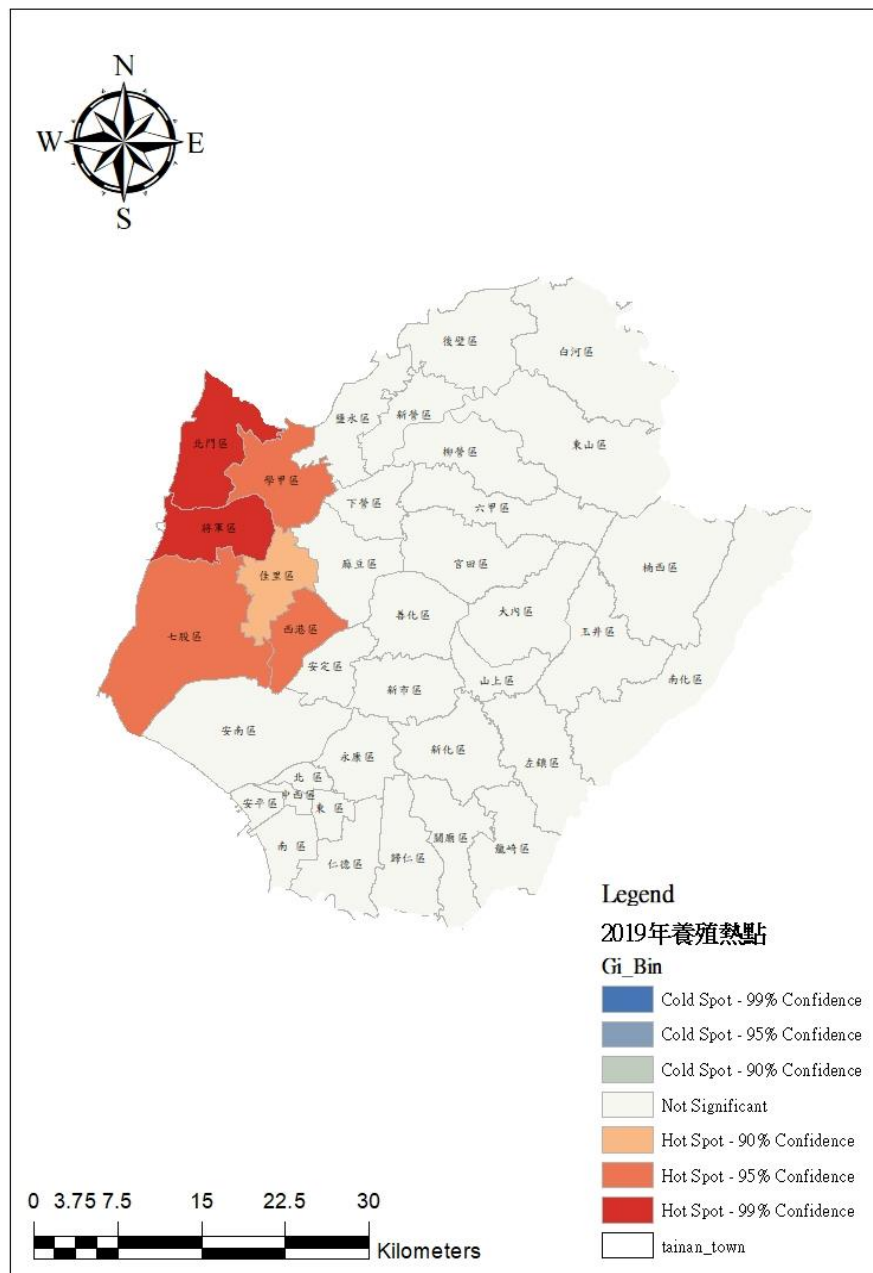 N
W E
S
後壁區
白河區
鹽水區
新營區
北門區
柳營區
東山區
學甲區
下營區
六甲區
將軍區
麻豆區
官田區
楠西區
佳里區
善化區
大內區
玉井區
七股區
西港區
安定區
山上區
南化區
新市區
安南區
永康區
新化區
左鎮區
北 區
中西區
安平區
東 區
南 區
仁德區
歸仁區
關廟區
龍崎區
Legend
2019年養殖熱點
Gi_Bin
Cold Spot - 99% Confidence
Cold Spot - 95% Confidence
Cold Spot - 90% Confidence
Not Significant
Hot Spot - 90% Confidence
Hot Spot - 95% Confidence
Hot Spot - 99% Confidence
tainan_town
0 3.75 7.5 15 22.5 30
Kilometers